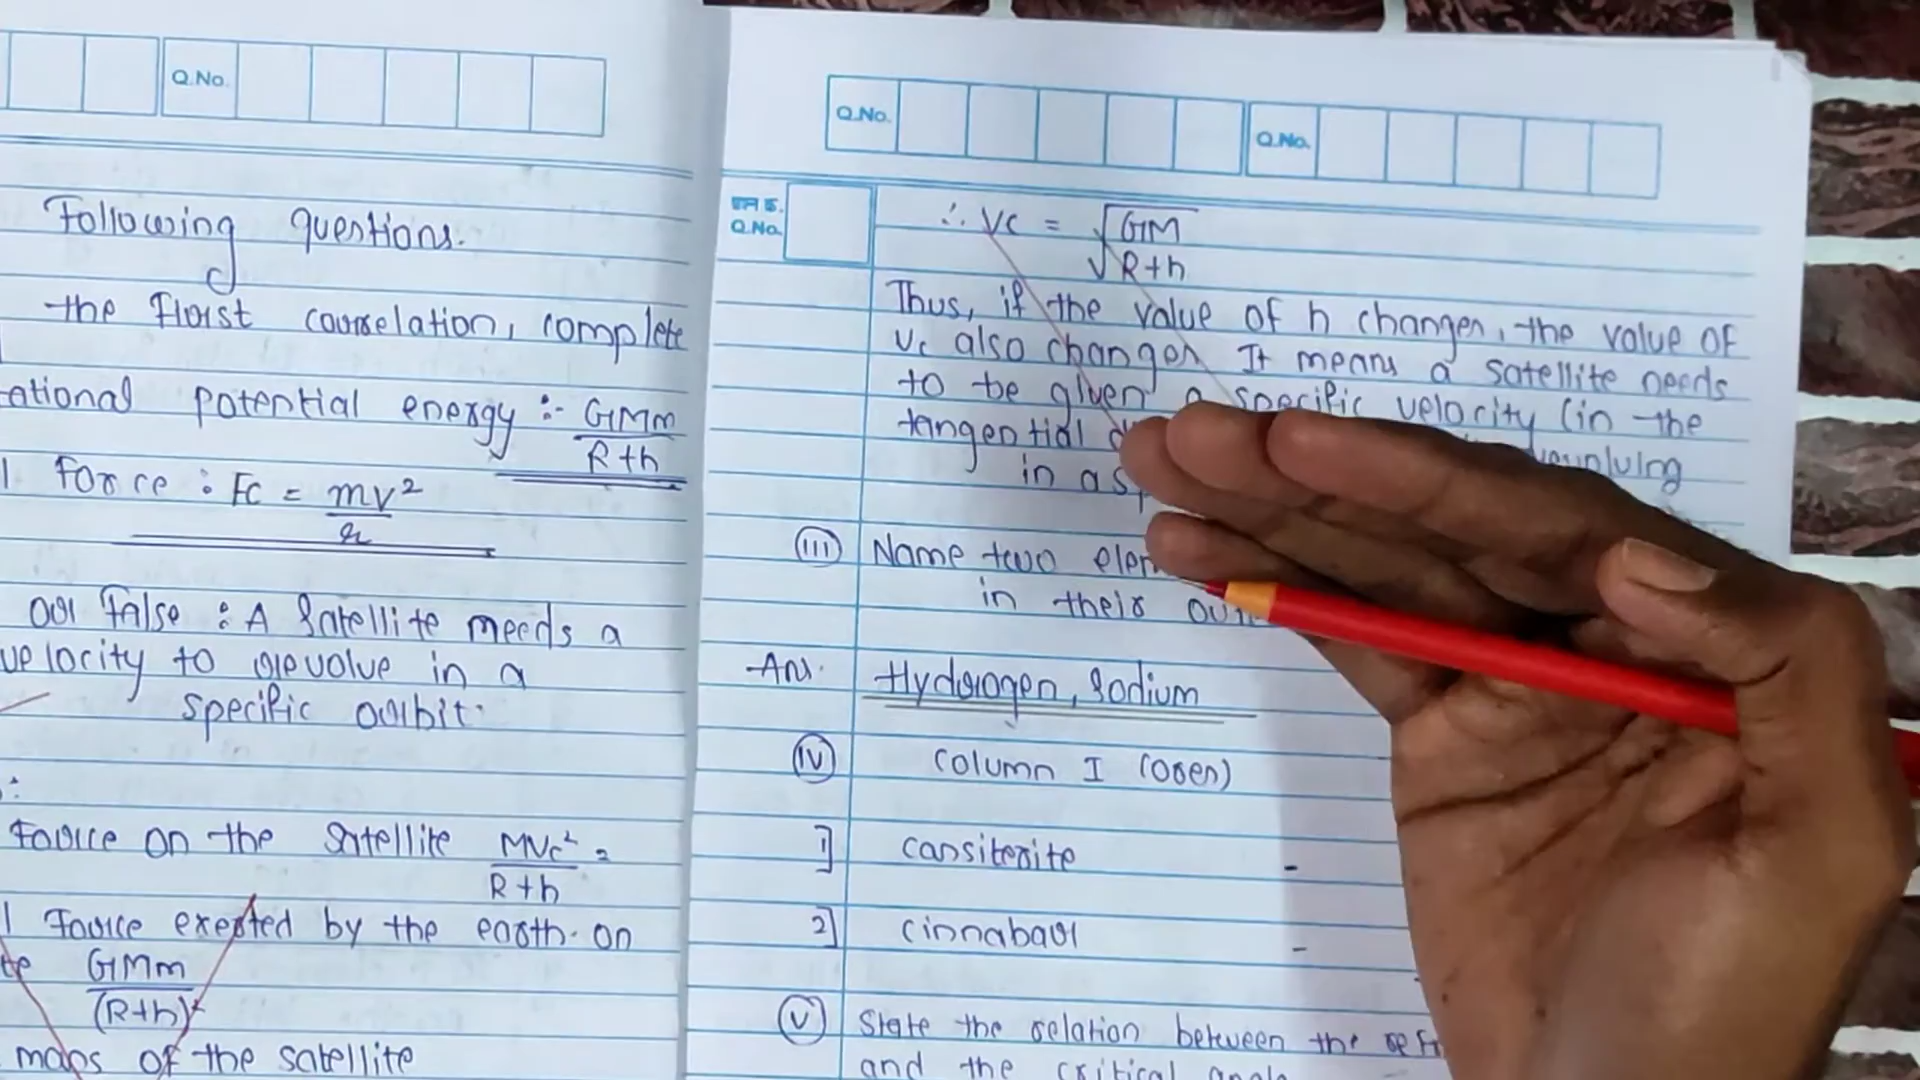 Q.No.
Following questions.
the first correlation, complete
ational potential energy :- GMm
R+h
l Force : Fc = mv²
r
or false : A Satellite needs a
velocity to revolve in a
specific orbit.
:
force on the satellite MVc² =
R+h
l force exerted by the earth on
te GMm
(R+h)²
mass of the satellite
Q.No.
Q.No.
Q.No.
∴ Vc = √GM
R+h
Thus, if the value of h changes, the value of
Vc also changes. It means a satellite needs
to be given a specific velocity (in the
tangential
in a
(iii) Name two
in their
Ans. Hydrogen, Sodium
(iv) column I (ores)
1] cassiterite -
2] cinnabar -
(v) State the relation between the
and the critical angle